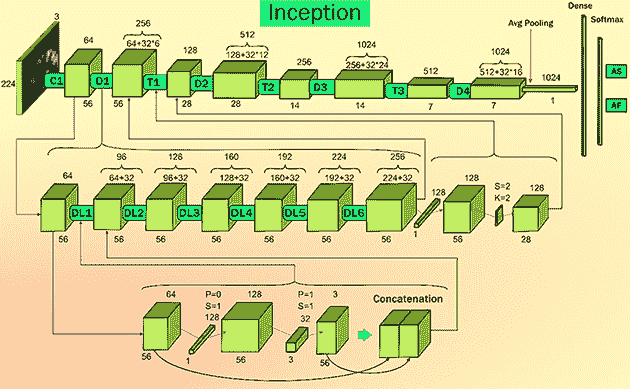 Inception
Dense
Softmax
Avg Pooling
3
64
256
64+32*6
128
512
128+32*12
256
1024
256+32*24
512
1024
512+32*16
1024
224
C1
D1
T1
D2
T2
D3
T3
D4
AS
AF
56
56
28
28
14
14
7
7
1
64
96
64+32
128
96+32
160
128+32
192
160+32
224
192+32
256
224+32
128
128
S=2
K=2
128
DL1
DL2
DL3
DL4
DL5
DL6
56
56
56
56
56
56
56
1
56
28
64
P=0
S=1
128
128
P=1
S=1
32
3
Concatenation
56
1
56
3
56